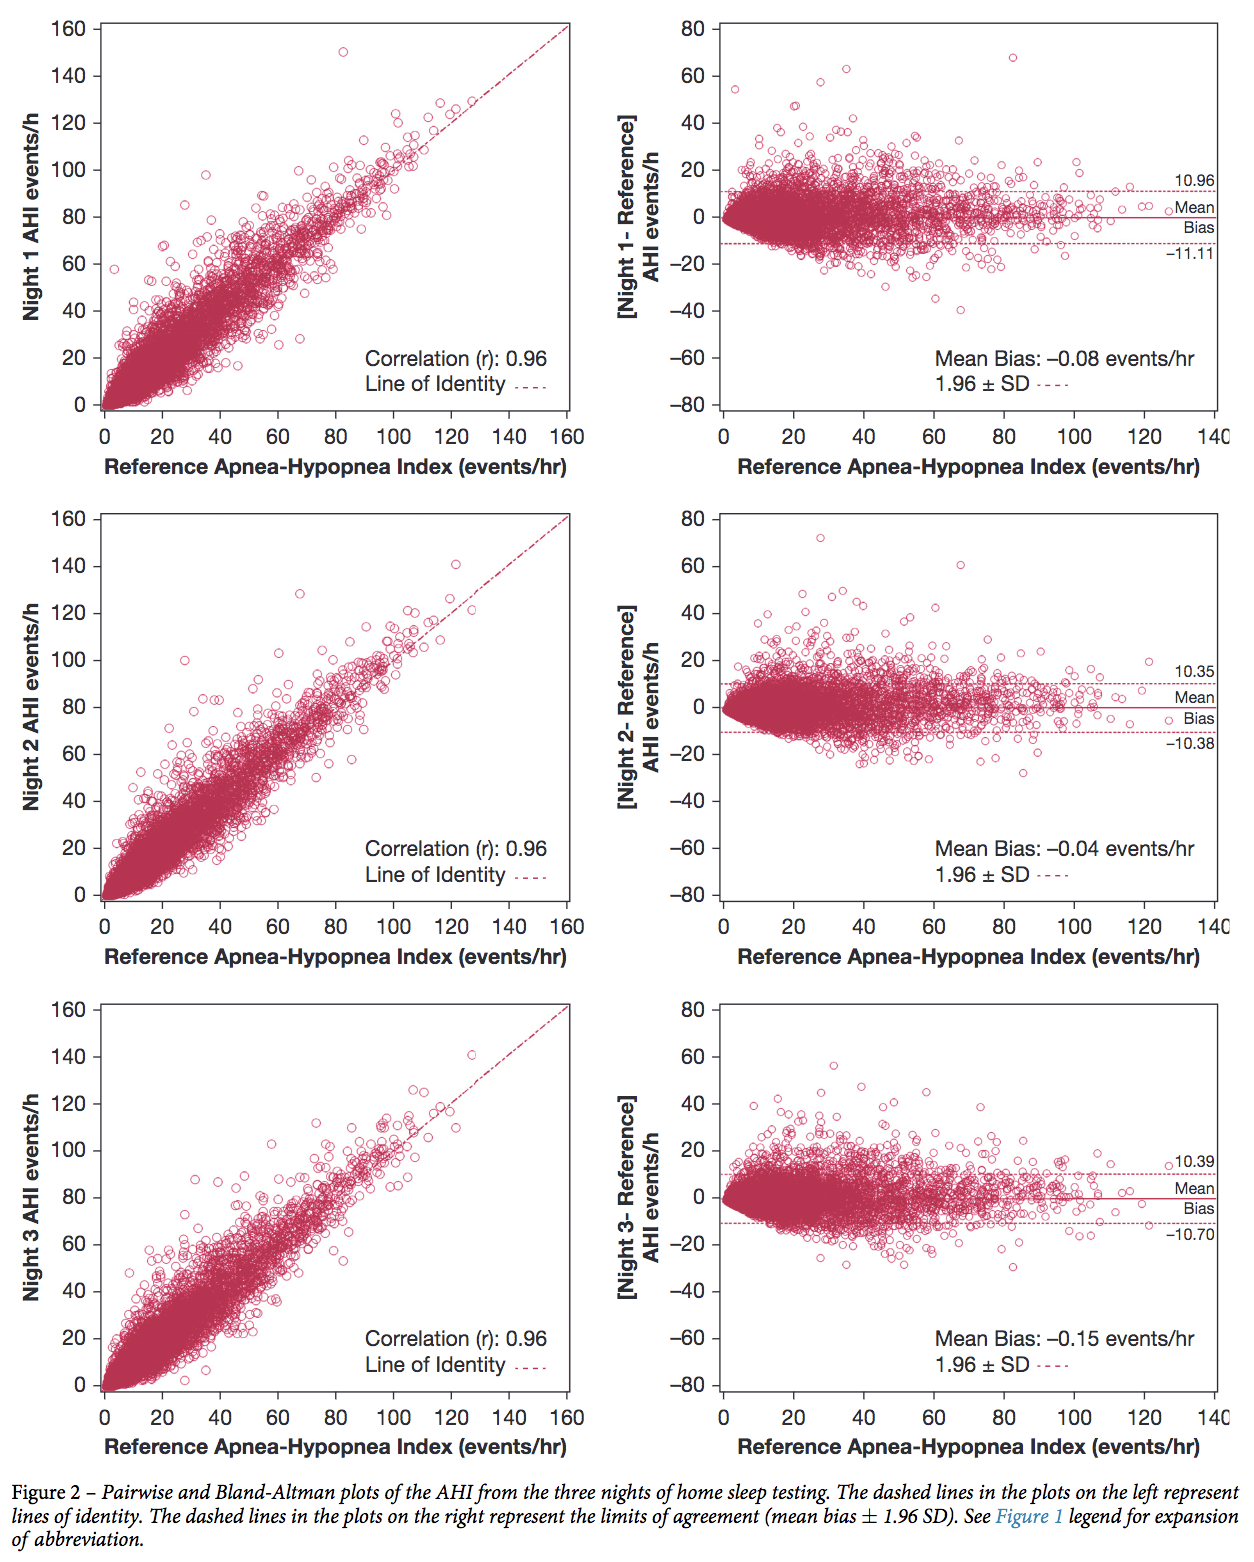 160
140
120
100
80
60
40
20
0
Night 1 AHI events/h
Correlation (r): 0.96
Line of Identity
0 20 40 60 80 100 120 140 160
Reference Apnea-Hypopnea Index (events/hr)
80
60
40
20
0
−20
−40
−60
−80
[Night 1- Reference]
AHI events/h
10.96
Mean
Bias
−11.11
Mean Bias: −0.08 events/hr
1.96 ± SD
0 20 40 60 80 100 120 140
Reference Apnea-Hypopnea Index (events/hr)
160
140
120
100
80
60
40
20
0
Night 2 AHI events/h
Correlation (r): 0.96
Line of Identity
0 20 40 60 80 100 120 140 160
Reference Apnea-Hypopnea Index (events/hr)
80
60
40
20
0
−20
−40
−60
−80
[Night 2- Reference]
AHI events/h
10.35
Mean
Bias
−10.38
Mean Bias: −0.04 events/hr
1.96 ± SD
0 20 40 60 80 100 120 140
Reference Apnea-Hypopnea Index (events/hr)
160
140
120
100
80
60
40
20
0
Night 3 AHI events/h
Correlation (r): 0.96
Line of Identity
0 20 40 60 80 100 120 140 160
Reference Apnea-Hypopnea Index (events/hr)
80
60
40
20
0
−20
−40
−60
−80
[Night 3- Reference]
AHI events/h
10.39
Mean
Bias
−10.70
Mean Bias: −0.15 events/hr
1.96 ± SD
0 20 40 60 80 100 120 140
Reference Apnea-Hypopnea Index (events/hr)
Figure 2 – Pairwise and Bland-Altman plots of the AHI from the three nights of home sleep testing. The dashed lines in the plots on the left represent
lines of identity. The dashed lines in the plots on the right represent the limits of agreement (mean bias ± 1.96 SD). See Figure 1 legend for expansion
of abbreviation.